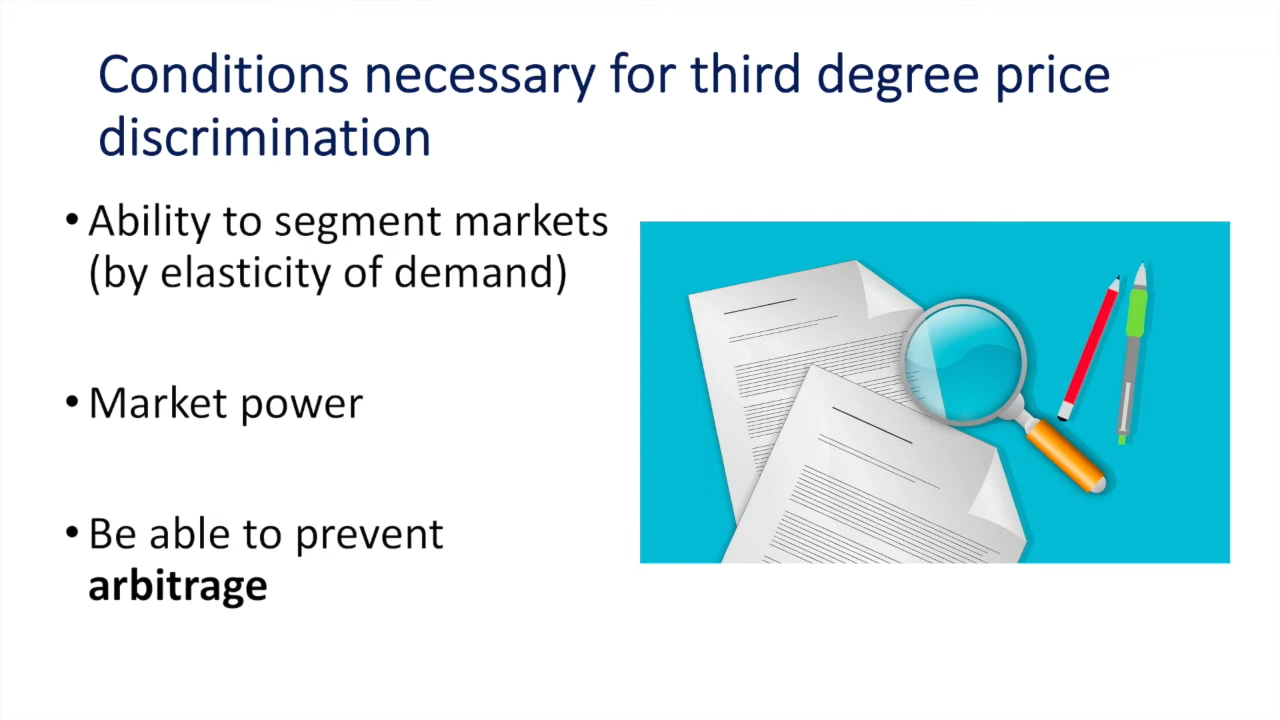 Conditions necessary for third degree price
discrimination
• Ability to segment markets
(by elasticity of demand)
• Market power
• Be able to prevent
arbitrage